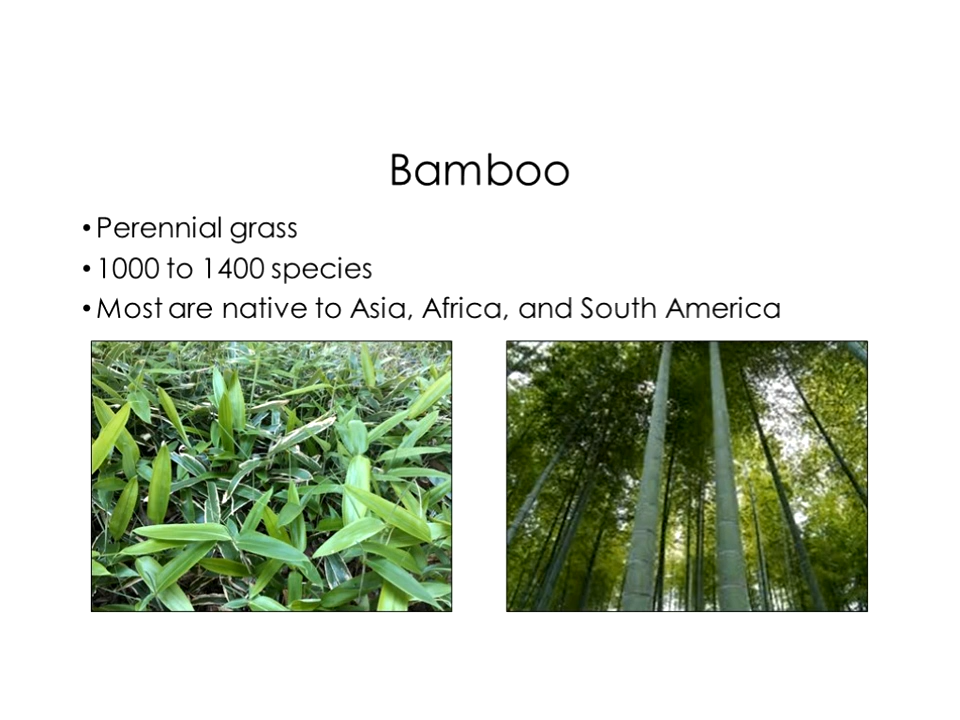 Bamboo
• Perennial grass
• 1000 to 1400 species
• Most are native to Asia, Africa, and South America